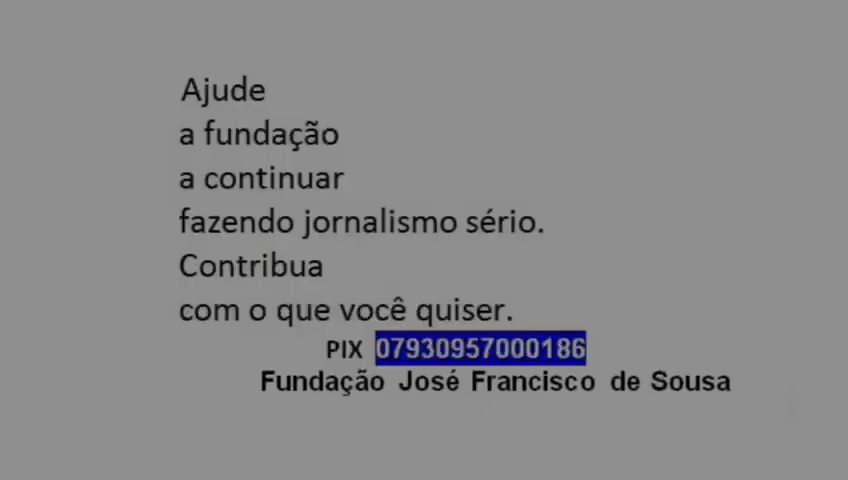 Ajude
a fundação
a continuar
fazendo jornalismo sério.
Contribua
com o que você quiser.
PIX 07930957000186
Fundação José Francisco de Sousa